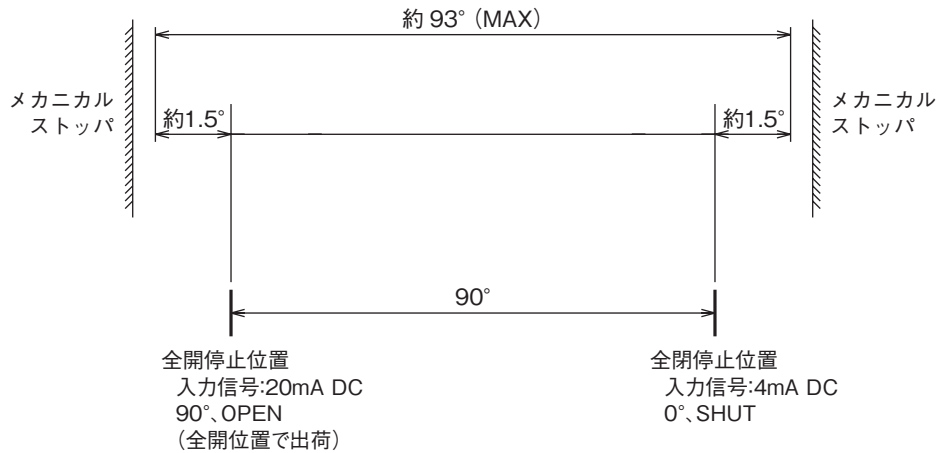 約 93° (MAX)
メカニカル
ストッパ
約1.5°
約1.5°
メカニカル
ストッパ
90°
全開停止位置
入力信号:20mA DC
90°、OPEN
（全開位置で出荷）
全閉停止位置
入力信号:4mA DC
0°、SHUT